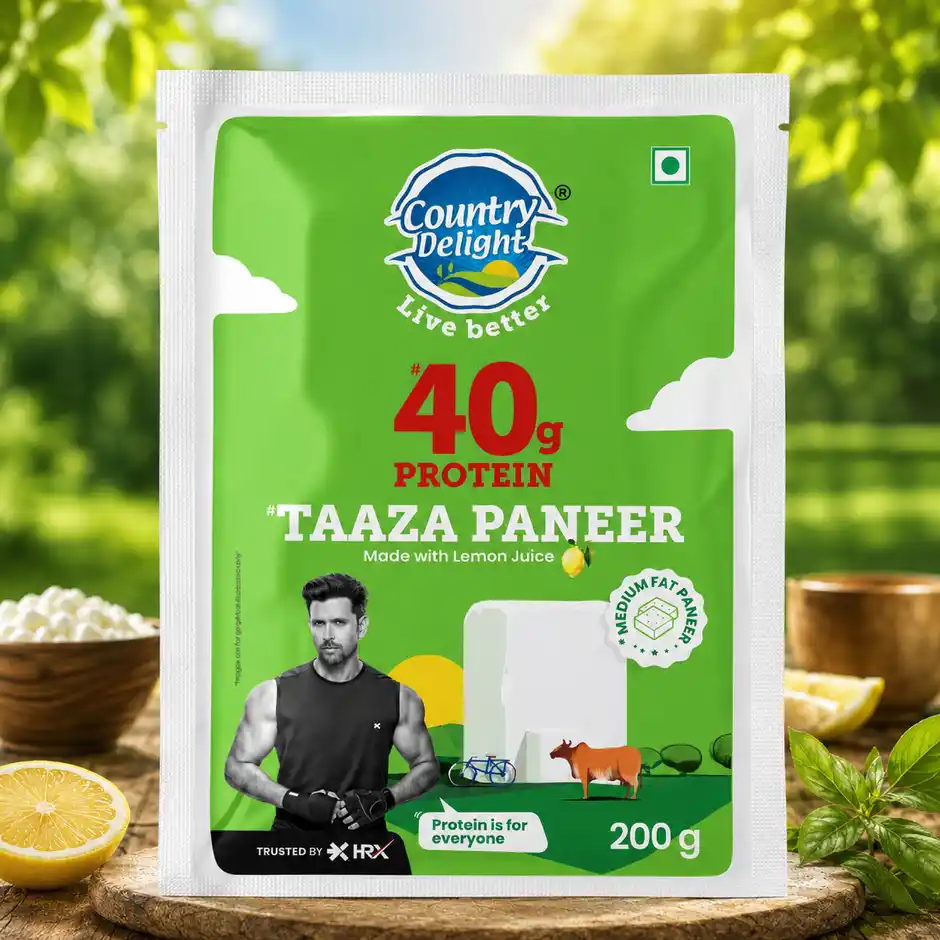 Country
Delight
®
Live better
#40g
PROTEIN
#TAAZA PANEER
Made with Lemon Juice
MEDIUM FAT PANEER
TRUSTED BY HRX
"Protein is for
everyone
200 g